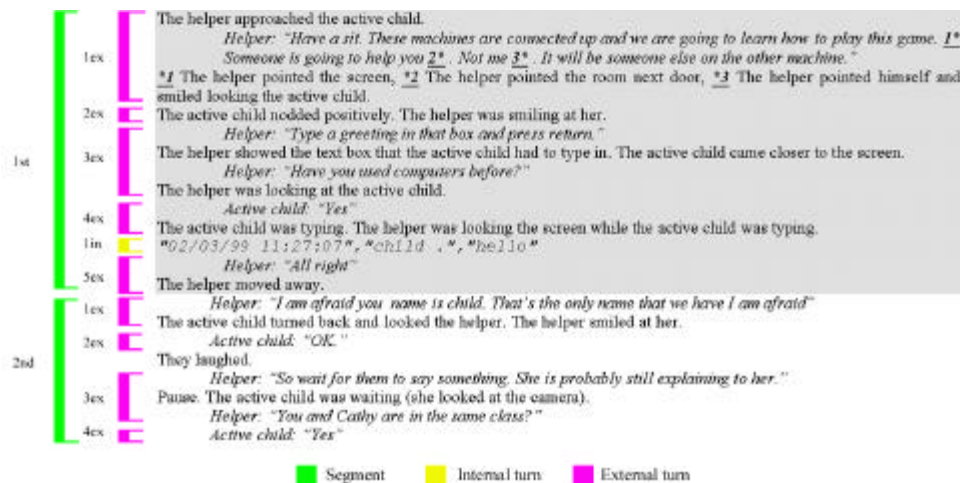 The helper approached the active child.
Helper: "Have a sit. These machines are connected up and we are going to learn how to play this game. 1*
1ex Someone is going to help you 2* . Not me 3* . It will be someone else on the other machine."
*1 The helper pointed the screen, *2 The helper pointed the room next door, *3 The helper pointed himself and
smiled looking the active child.
2ex The active child nodded positively. The helper was smiling at her.
Helper: "Type a greeting in that box and press return."
1st 3ex The helper showed the text box that the active child had to type in. The active child came closer to the screen.
Helper: "Have you used computers before?"
The helper was looking at the active child.
Active child: "Yes"
4ex The active child was typing. The helper was looking the screen while the active child was typing.
1in "02/03/99 11:27:07","child .","hello"
Helper: "All right"
5ex The helper moved away.
1ex Helper: "I am afraid you name is child. That's the only name that we have I am afraid"
The active child turned back and looked the helper. The helper smiled at her.
2ex Active child: "OK."
2nd They laughed.
Helper: "So wait for them to say something. She is probably still explaining to her."
3ex Pause. The active child was waiting (she looked at the camera).
Helper: "You and Cathy are in the same class?"
4ex Active child: "Yes"
Segment Internal turn External turn